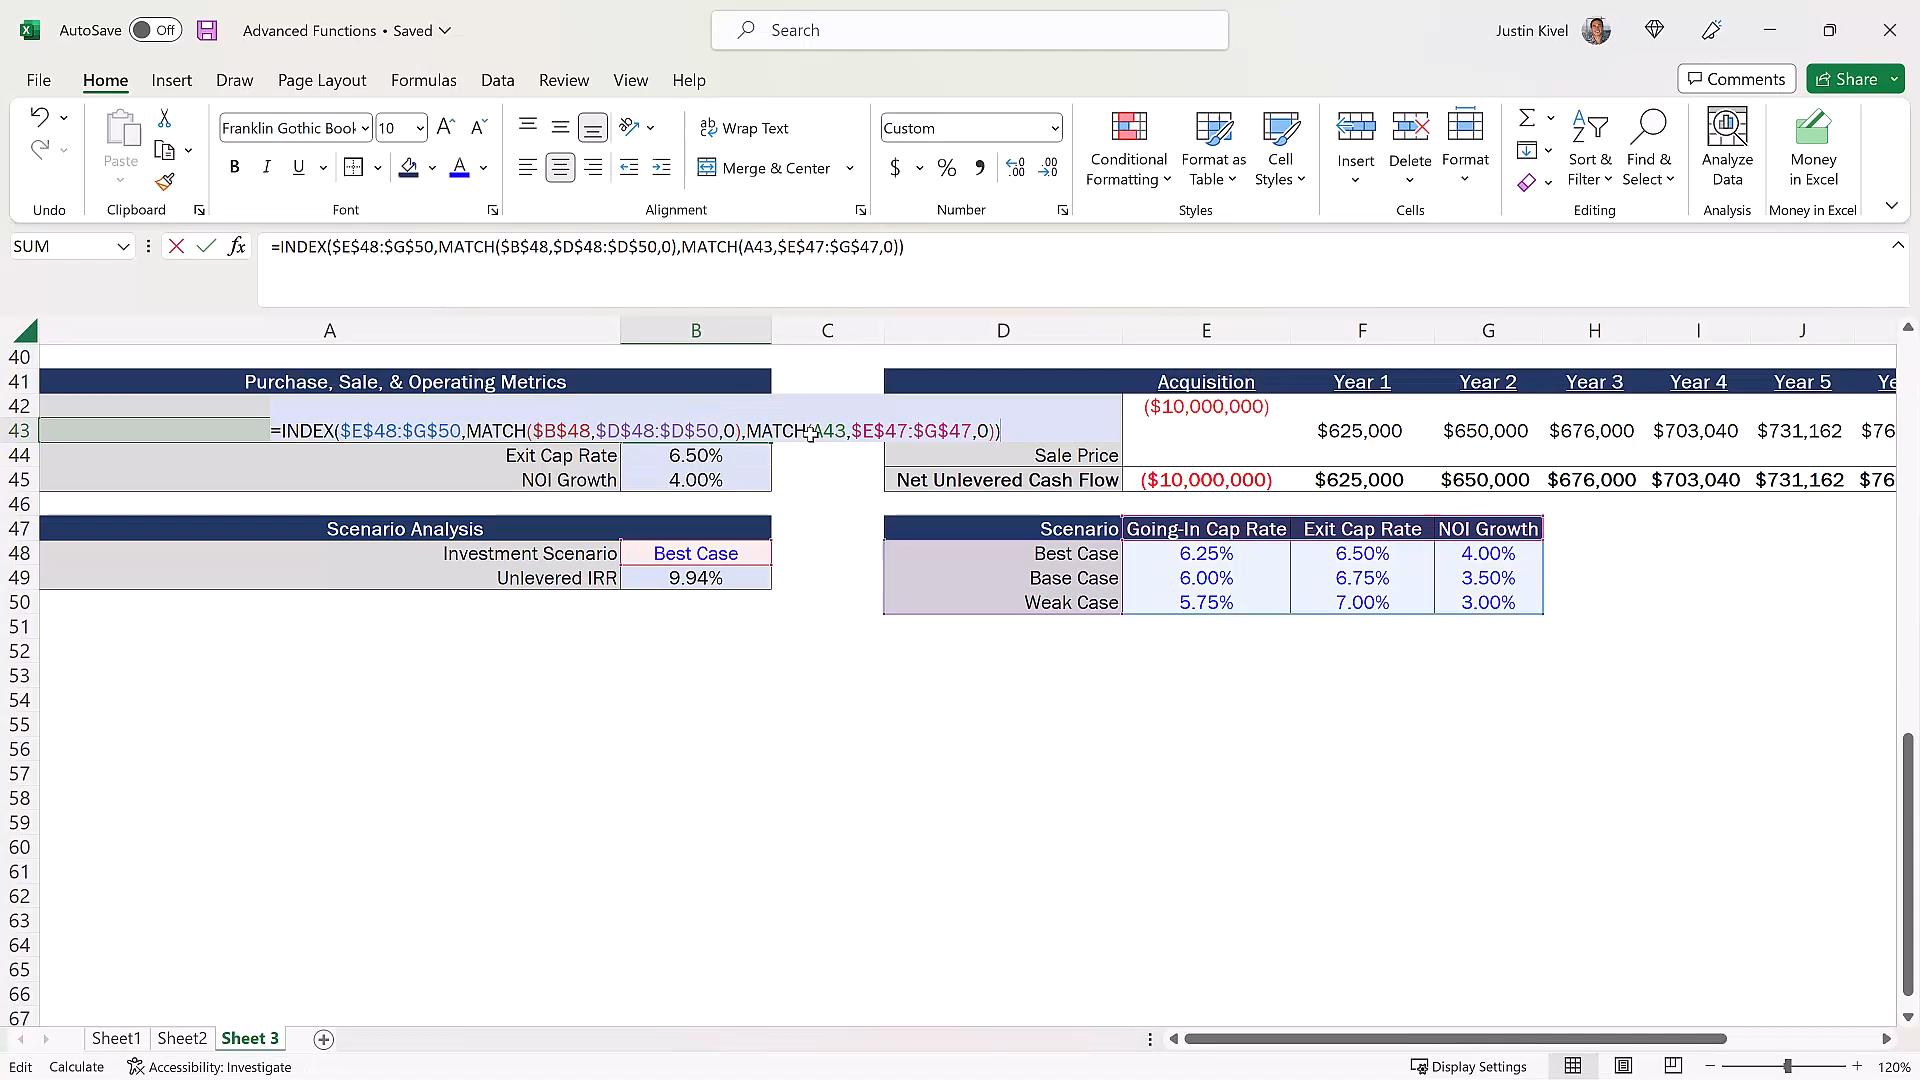 AutoSave Off Advanced Functions • Saved Search Justin Kivel
File Home Insert Draw Page Layout Formulas Data Review View Help Comments Share
Franklin Gothic Book 10 Wrap Text Custom
Paste B I U A Merge & Center $ % Conditional Formatting Format as Table Cell Styles Insert Delete Format Sort & Filter Find & Select Analyze Data Money in Excel
Undo Clipboard Font Alignment Number Styles Cells Editing Analysis Money in Excel
SUM fx =INDEX($E$48:$G$50,MATCH($B$48,$D$48:$D$50,0),MATCH(A43,$E$47:$G$47,0))
A B C D E F G H I J
40
41 Purchase, Sale, & Operating Metrics Acquisition Year 1 Year 2 Year 3 Year 4 Year 5 Ye
42 ($10,000,000)
43 =INDEX($E$48:$G$50,MATCH($B$48,$D$48:$D$50,0),MATCH(A43,$E$47:$G$47,0)) $625,000 $650,000 $676,000 $703,040 $731,162 $76
44 Exit Cap Rate 6.50% Sale Price
45 NOI Growth 4.00% Net Unlevered Cash Flow ($10,000,000) $625,000 $650,000 $676,000 $703,040 $731,162 $76
46
47 Scenario Analysis Scenario Going-In Cap Rate Exit Cap Rate NOI Growth
48 Investment Scenario Best Case Best Case 6.25% 6.50% 4.00%
49 Unlevered IRR 9.94% Base Case 6.00% 6.75% 3.50%
50 Weak Case 5.75% 7.00% 3.00%
51
52
53
54
55
56
57
58
59
60
61
62
63
64
65
66
67
Sheet1 Sheet2 Sheet 3
Edit Calculate Accessibility: Investigate Display Settings 120%